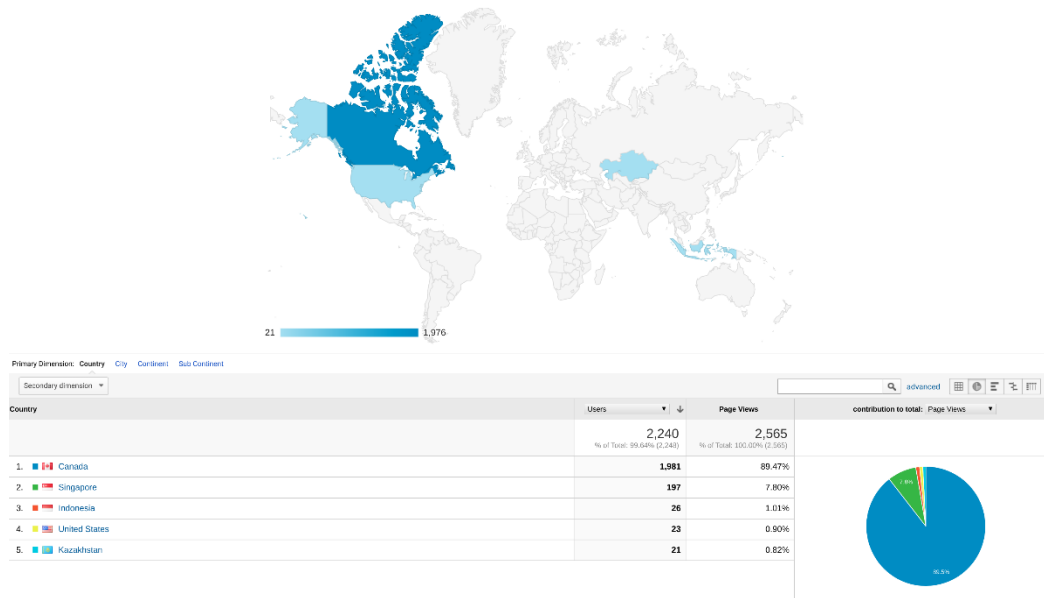 21 1,976
Primary Dimension: Country City Continent Sub Continent
Secondary dimension advanced
Country Users Page Views contribution to total: Page Views
2,240 2,565
% of Total: 99.64% (2,248) % of Total: 100.00% (2,565)
1. Canada 1,981 89.47%
2. Singapore 197 7.80%
3. Indonesia 26 1.01%
4. United States 23 0.90%
5. Kazakhstan 21 0.82%
7.8%
89.5%